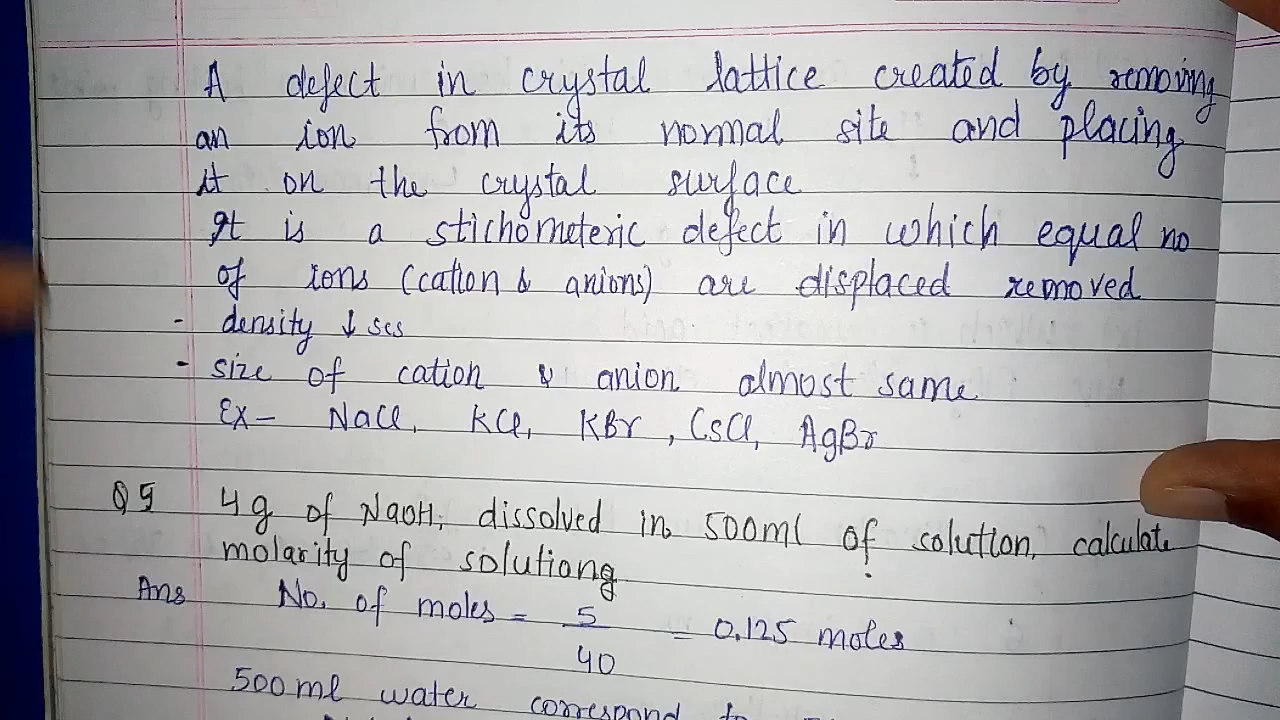 A defect in crystal lattice created by removing
an ion from its normal site and placing
it on the crystal surface
It is a stichometeric defect in which equal no
of ions (cation & anions) are displaced removed
- density ↓ses
- size of cation & anion almost same
Ex- NaCl, KCl, KBr, CsCl, AgBr
Q5 4g of NaOH, dissolved in 500ml of solution, calculate
molarity of solution
Ans No. of moles = 5/40 = 0.125 moles
500ml water correspond to